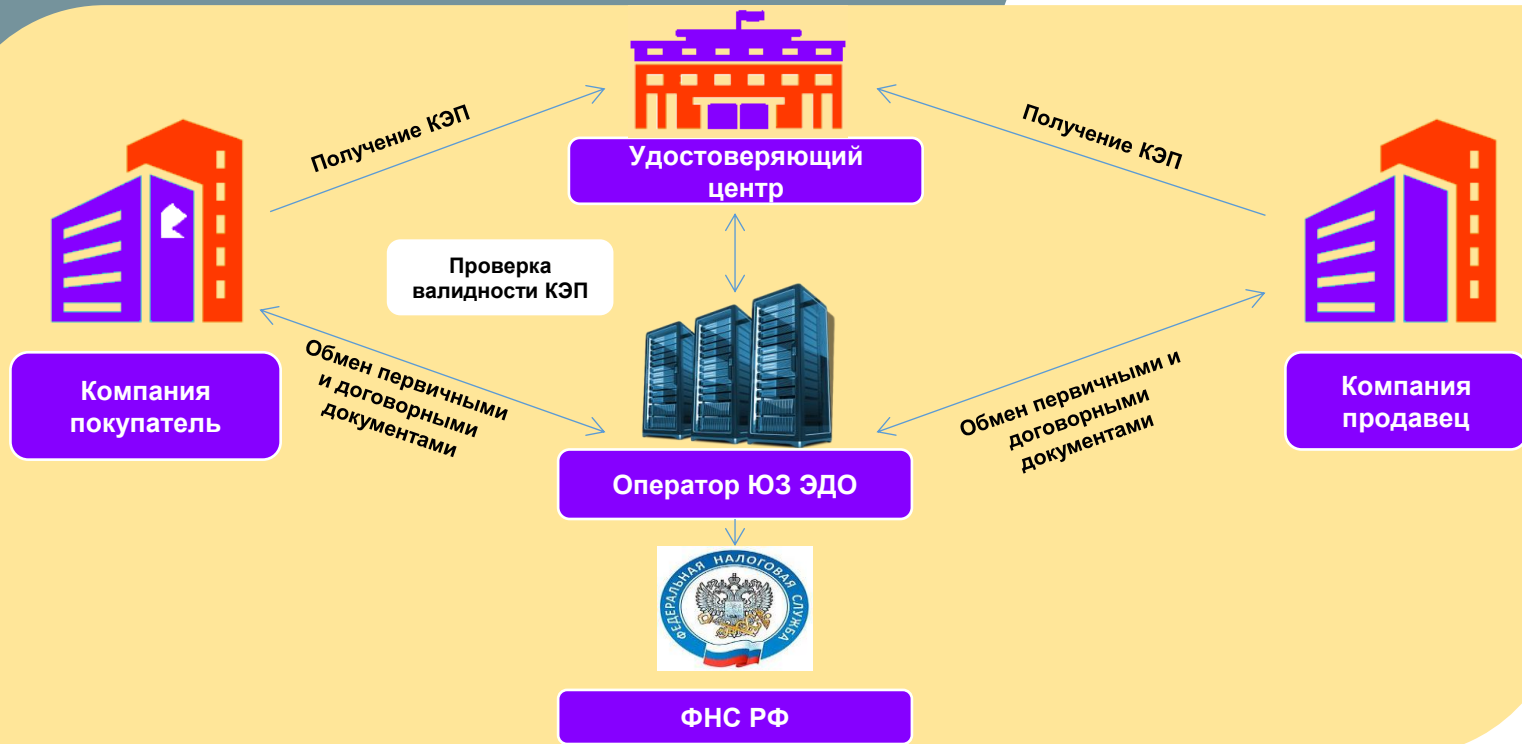 Получение КЭП
Получение КЭП
Удостоверяющий
центр
Проверка
валидности КЭП
Компания
покупатель
Обмен первичными
и договорными
документами
Обмен первичными и
договорными
документами
Компания
продавец
Оператор ЮЗ ЭДО
ФЕДЕРАЛЬНАЯ НАЛОГОВАЯ СЛУЖБА
ФНС РФ